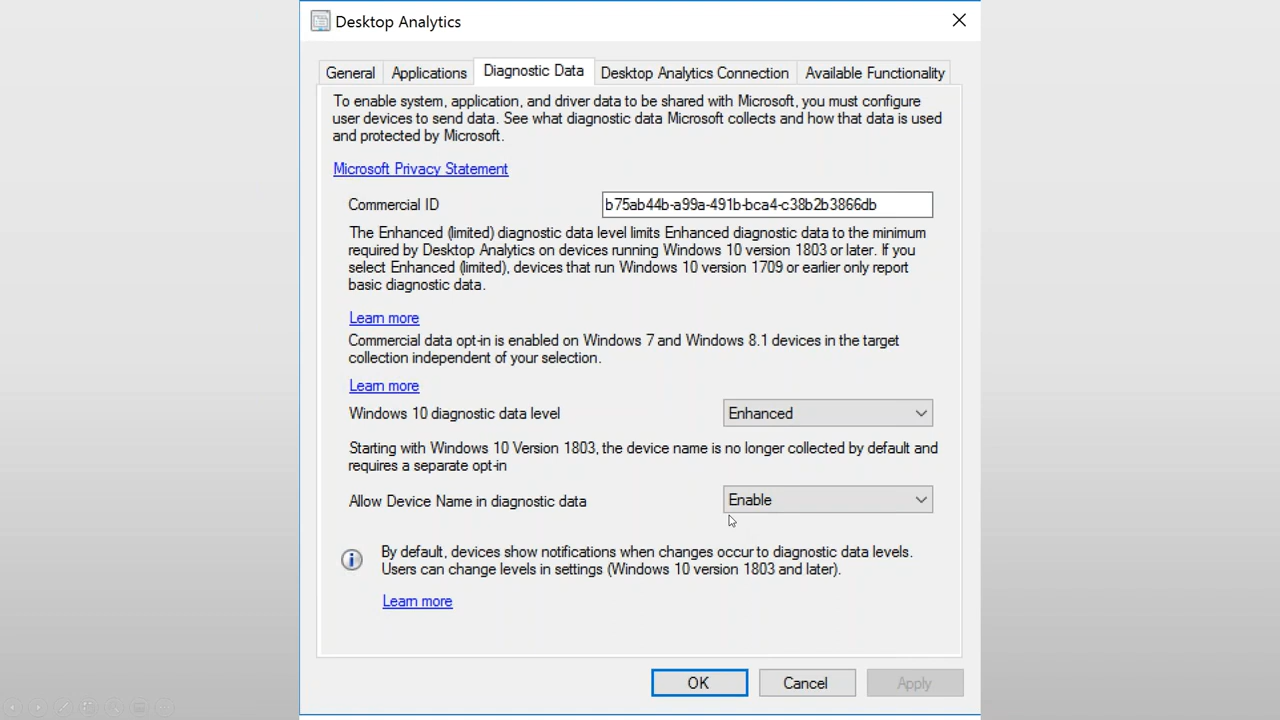 Desktop Analytics
General
Applications
Diagnostic Data
Desktop Analytics Connection
Available Functionality
To enable system, application, and driver data to be shared with Microsoft, you must configure
user devices to send data. See what diagnostic data Microsoft collects and how that data is used
and protected by Microsoft.
Microsoft Privacy Statement
Commercial ID
b75ab44b-a99a-491b-bca4-c38b2b3866db
The Enhanced (limited) diagnostic data level limits Enhanced diagnostic data to the minimum
required by Desktop Analytics on devices running Windows 10 version 1803 or later. If you
select Enhanced (limited), devices that run Windows 10 version 1709 or earlier only report
basic diagnostic data.
Learn more
Commercial data opt-in is enabled on Windows 7 and Windows 8.1 devices in the target
collection independent of your selection.
Learn more
Windows 10 diagnostic data level
Enhanced
Starting with Windows 10 Version 1803, the device name is no longer collected by default and
requires a separate opt-in
Allow Device Name in diagnostic data
Enable
By default, devices show notifications when changes occur to diagnostic data levels.
Users can change levels in settings (Windows 10 version 1803 and later).
Learn more
OK
Cancel
Apply